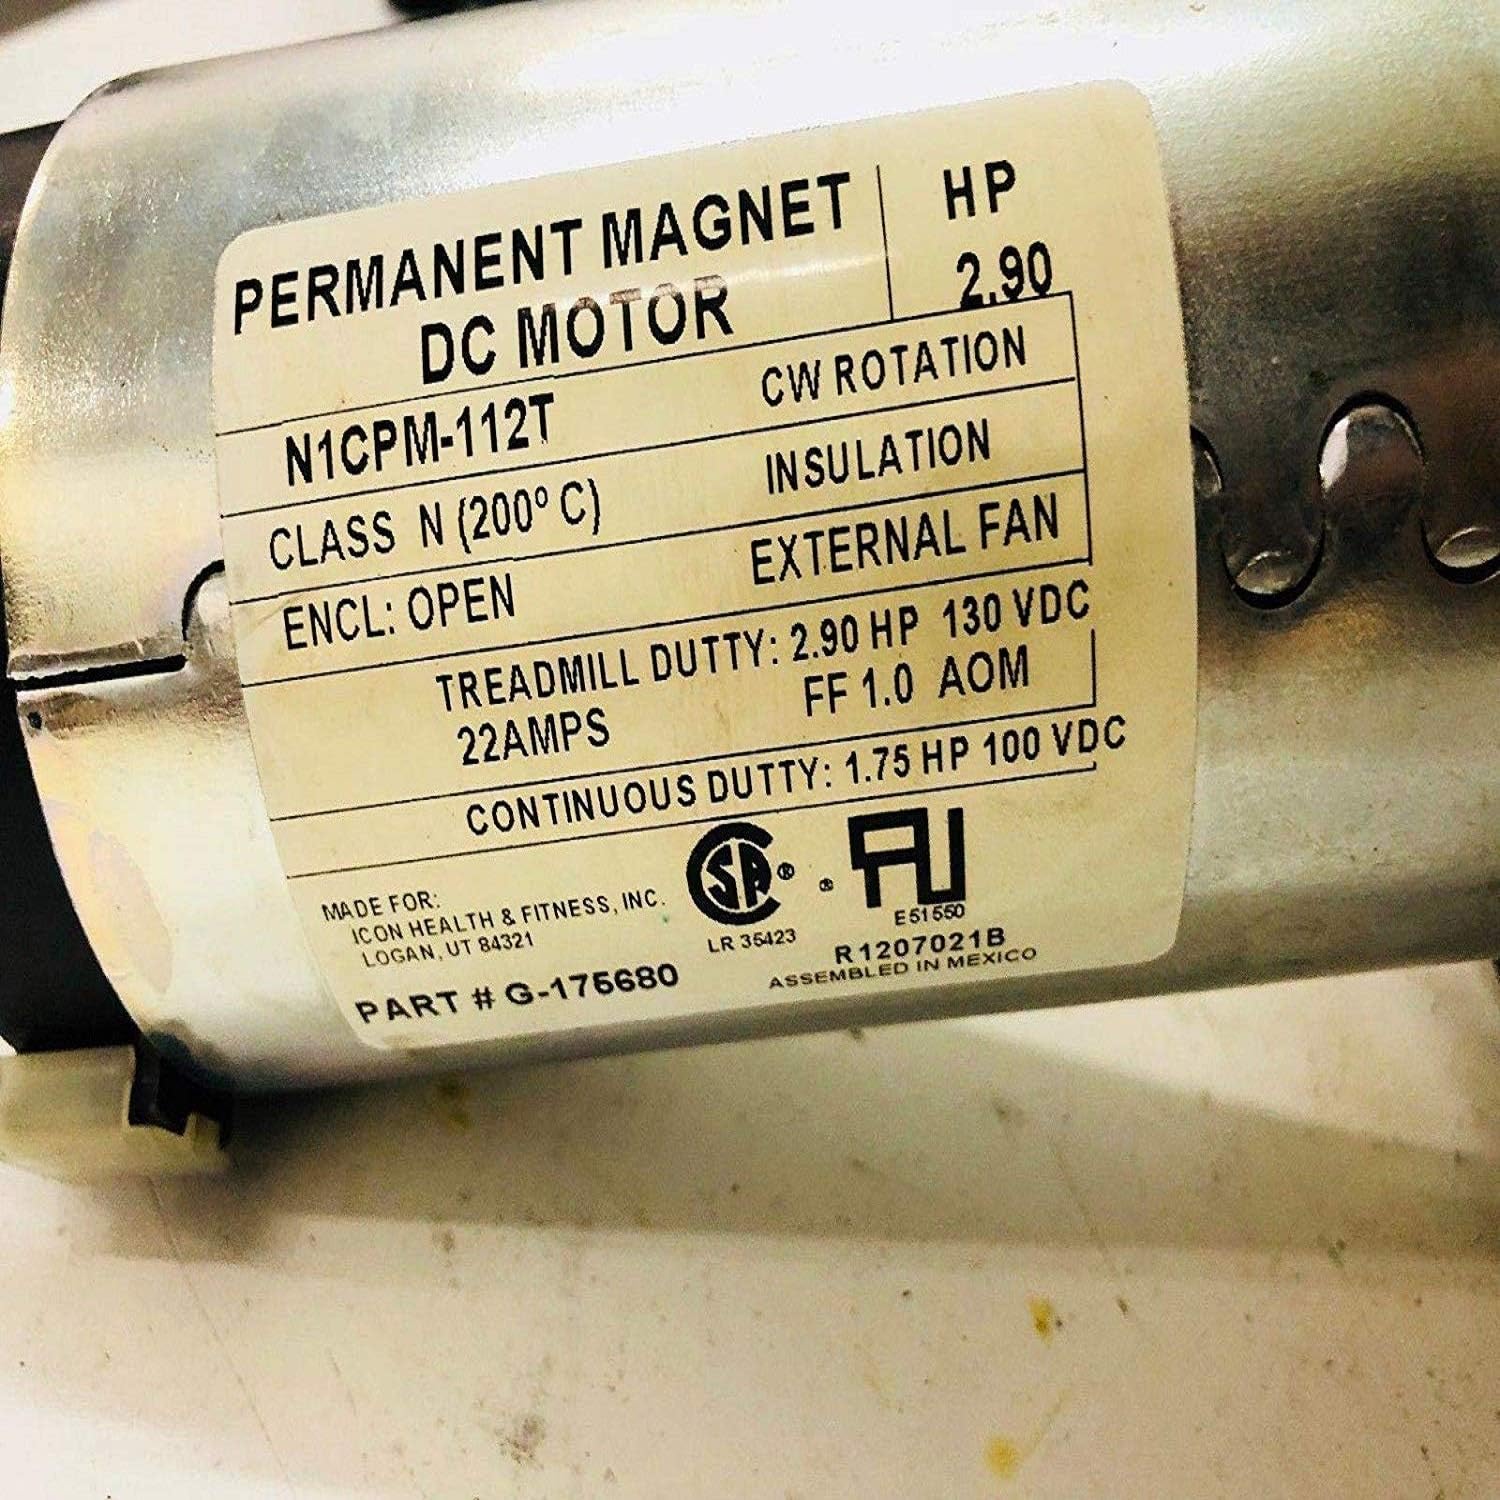 PERMANENT MAGNET HP
DC MOTOR 2.90
N1CPM-112T CW ROTATION
CLASS N (200° C) INSULATION
ENCL: OPEN EXTERNAL FAN
TREADMILL DUTTY: 2.90 HP 130 VDC
22AMPS FF 1.0 AOM
CONTINUOUS DUTTY: 1.75 HP 100 VDC
MADE FOR:
ICON HEALTH & FITNESS, INC.
LOGAN, UT 84321
PART # G-175680
CSA® ®
LR 35423
RU
E51550
R1207021B
ASSEMBLED IN MEXICO